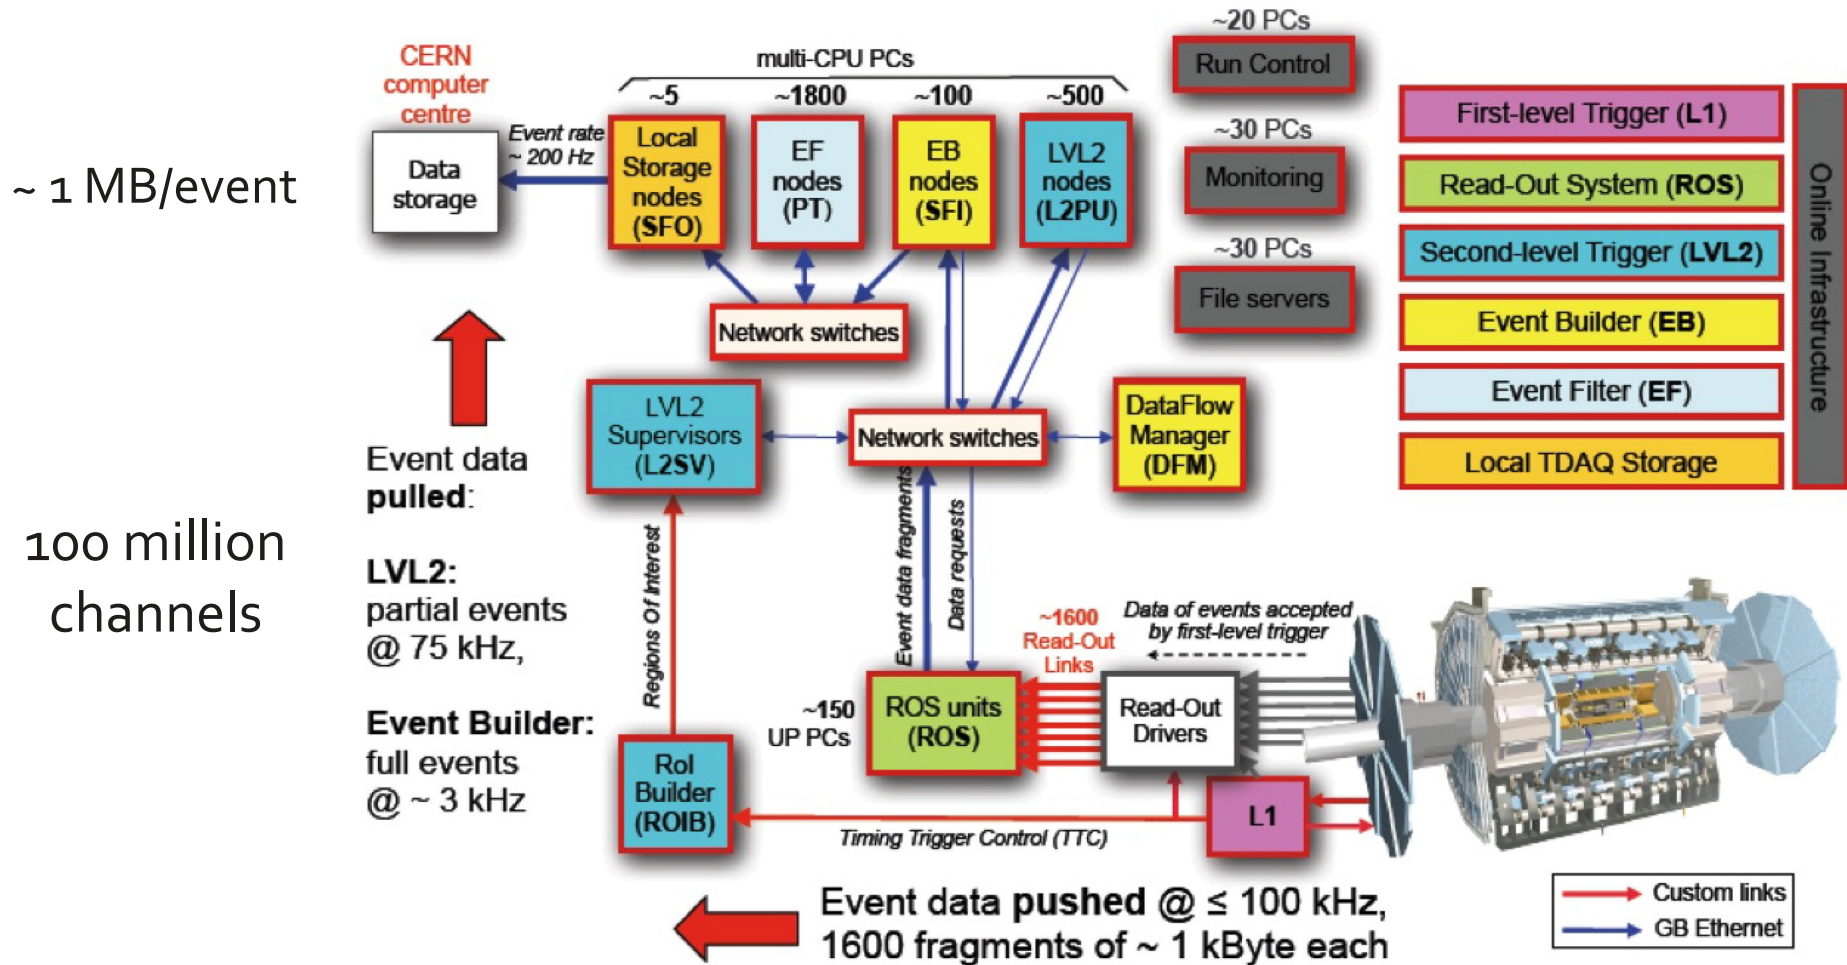 ~ 1 MB/event
100 million
channels
CERN
computer
centre
Data
storage
Event rate
~ 200 Hz
multi-CPU PCs
~5
~1800
~100
~500
Local
Storage
nodes
(SFO)
EF
nodes
(PT)
EB
nodes
(SFI)
LVL2
nodes
(L2PU)
~20 PCs
Run Control
~30 PCs
Monitoring
~30 PCs
File servers
First-level Trigger (L1)
Read-Out System (ROS)
Second-level Trigger (LVL2)
Event Builder (EB)
Event Filter (EF)
Local TDAQ Storage
Online Infrastructure
Network switches
LVL2
Supervisors
(L2SV)
Network switches
DataFlow
Manager
(DFM)
Event data
pulled:
LVL2:
partial events
@ 75 kHz,
Event Builder:
full events
@ ~ 3 kHz
Regions Of Interest
Event data fragments
Data requests
~1600
Read-Out
Links
Data of events accepted
by first-level trigger
~150
UP PCs
ROS units
(ROS)
Read-Out
Drivers
RoI
Builder
(ROIB)
L1
Timing Trigger Control (TTC)
Event data pushed @ ≤ 100 kHz,
1600 fragments of ~ 1 kByte each
Custom links
GB Ethernet